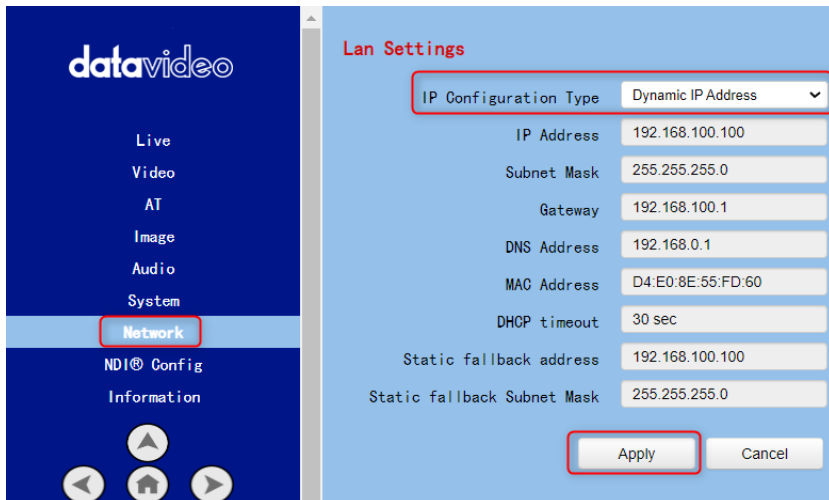 datavideo
Live
Video
AT
Image
Audio
System
Network
NDI® Config
Information
Lan Settings
IP Configuration Type Dynamic IP Address
IP Address 192.168.100.100
Subnet Mask 255.255.255.0
Gateway 192.168.100.1
DNS Address 192.168.0.1
MAC Address D4:E0:8E:55:FD:60
DHCP timeout 30 sec
Static fallback address 192.168.100.100
Static fallback Subnet Mask 255.255.255.0
Apply Cancel